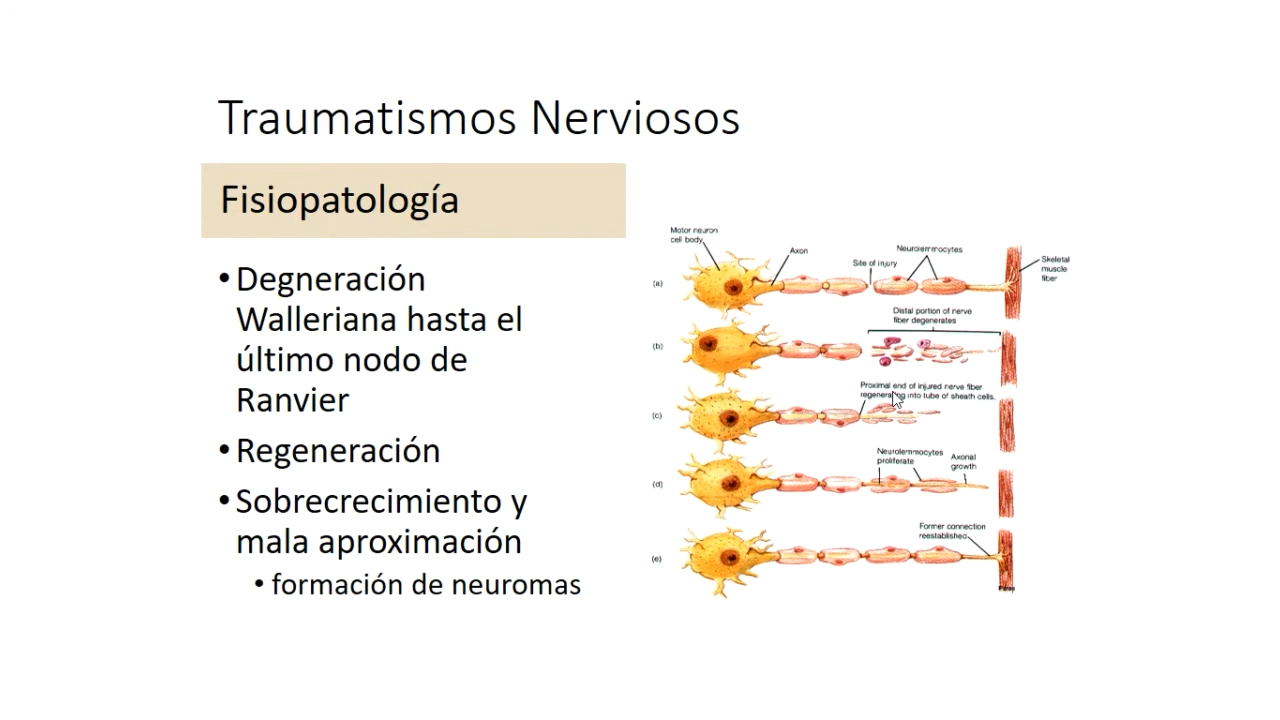 Traumatismos Nerviosos
Fisiopatología
• Degneración
Walleriana hasta el
último nodo de
Ranvier
• Regeneración
• Sobrecrecimiento y
mala aproximación
• formación de neuromas
Motor neuron
cell body
Axon
Neurolemmocytes
Site of injury
Skeletal
muscle
fiber
(a)
Distal portion of nerve
fiber degenerates
(b)
Proximal end of injured nerve fiber
regenerating into tube of sheath cells.
(c)
Neurolemmocytes
proliferate
Axonal
growth
(d)
Former connection
reestablished
(e)